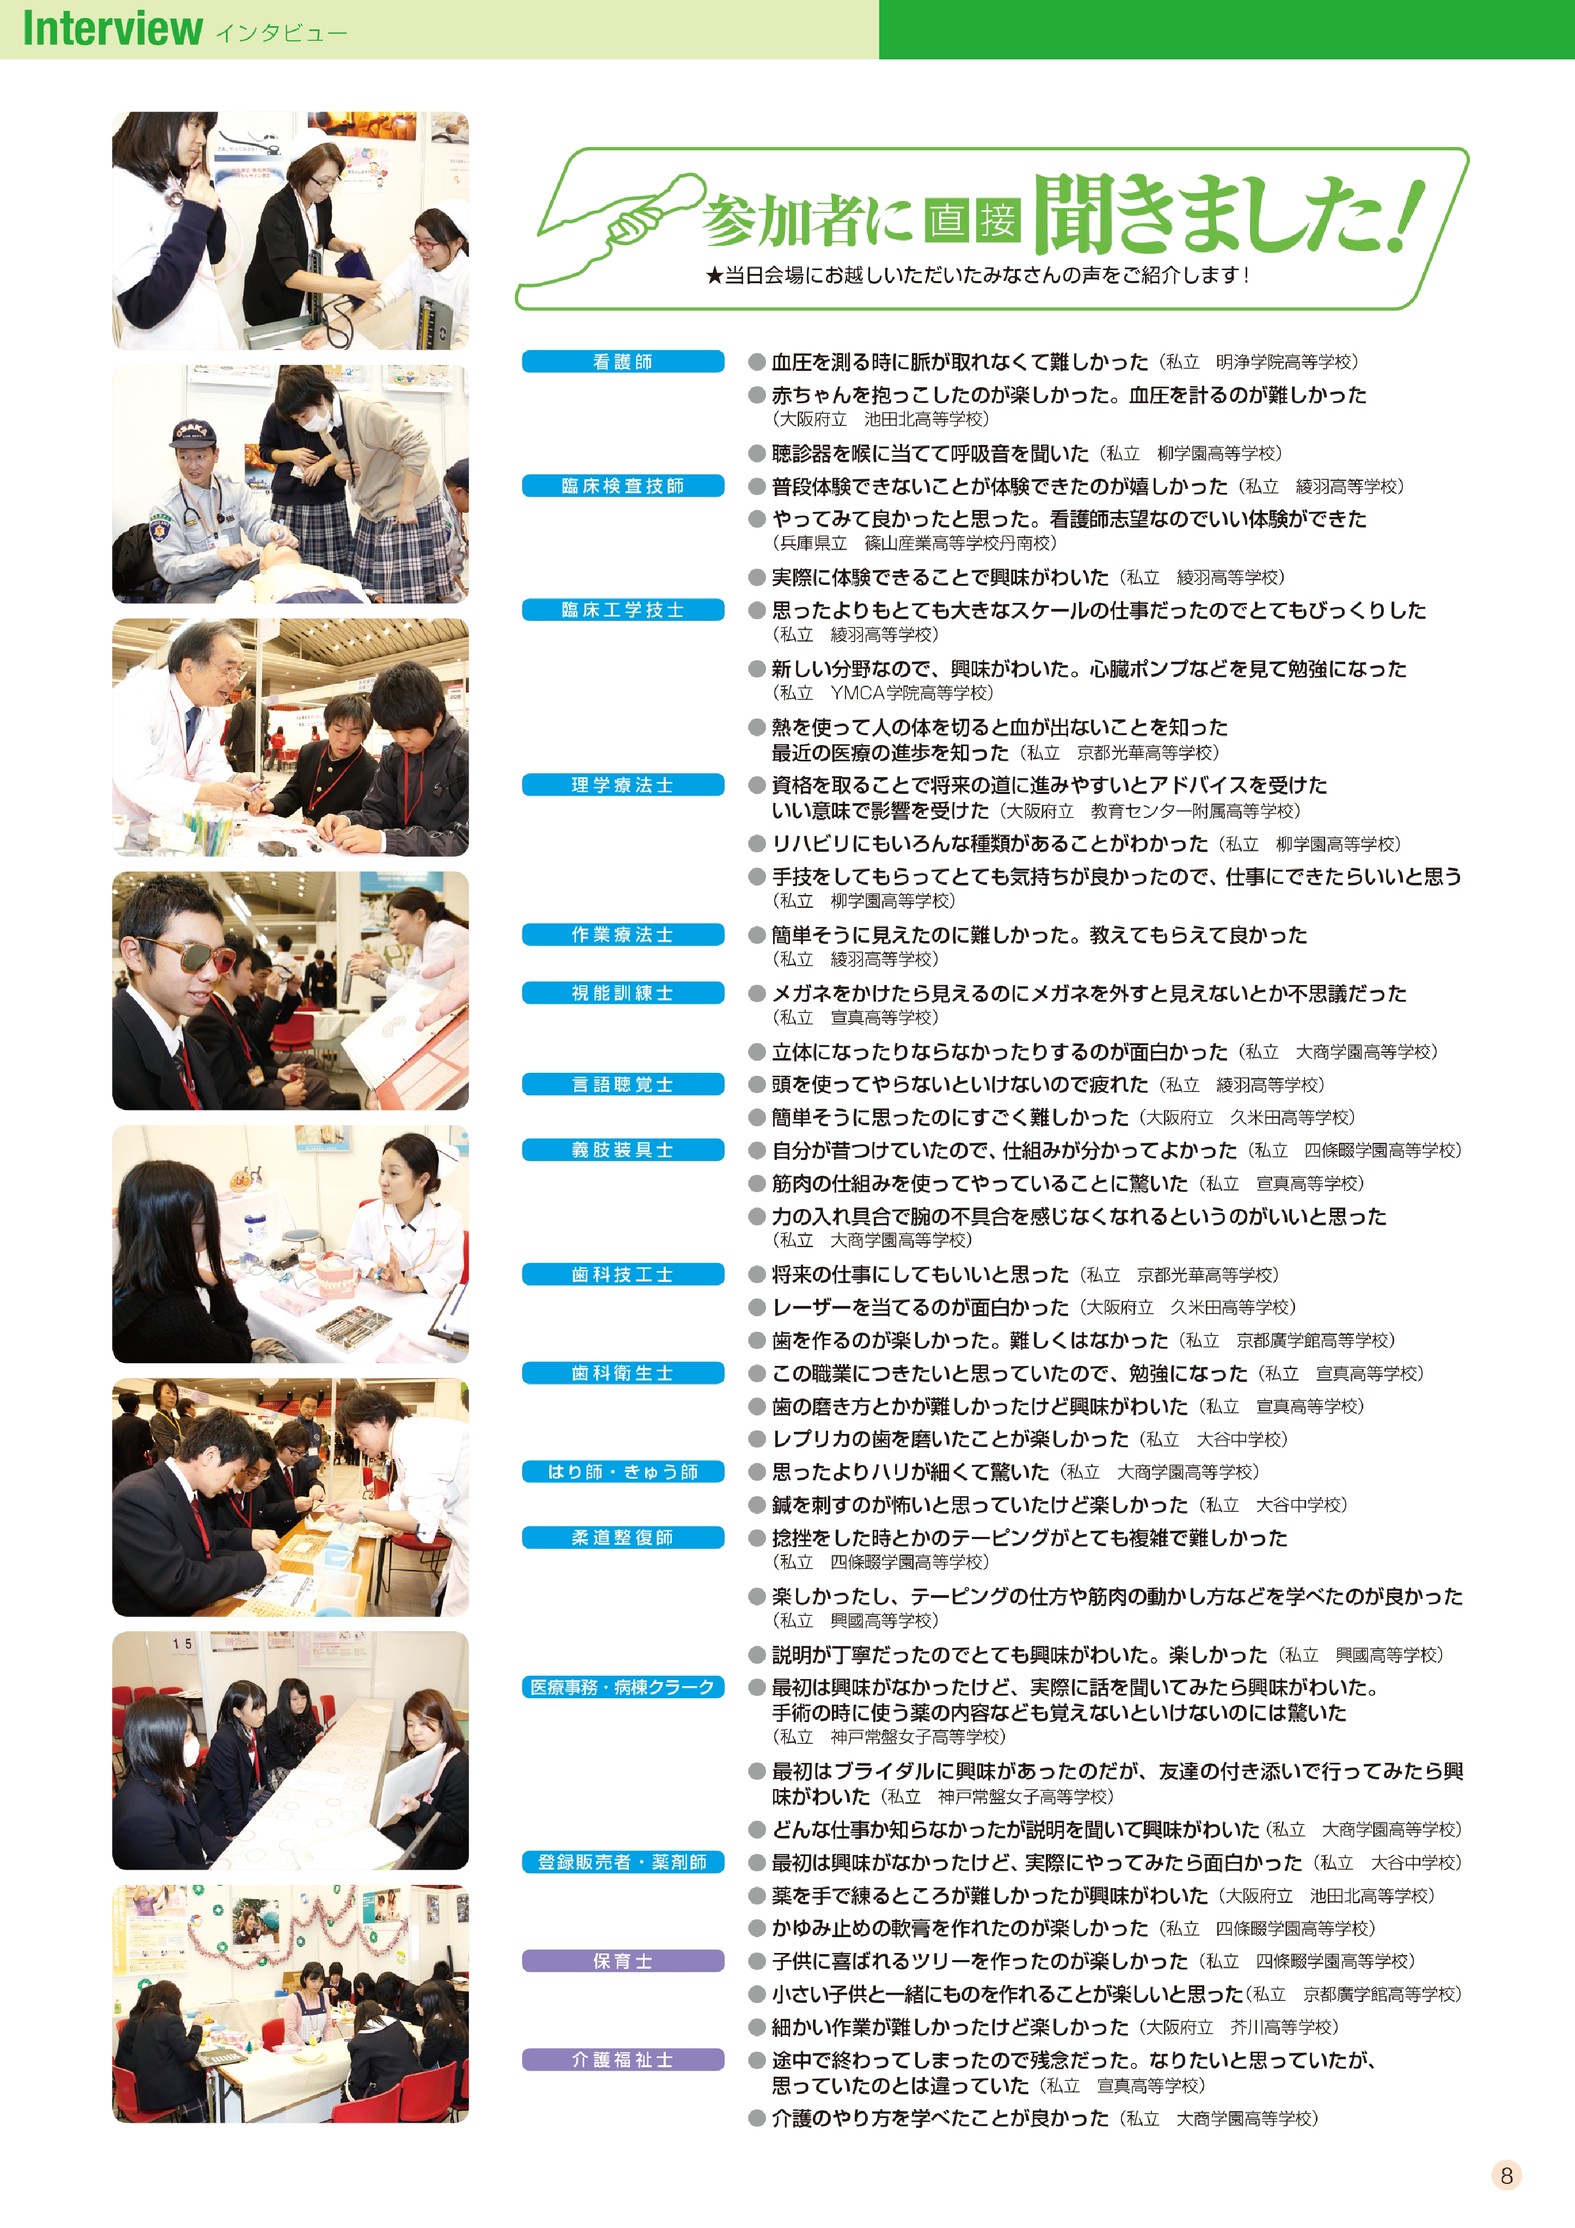 Interview インタビュー
参加者に直接聞きました!
★当日会場にお越しいただいたみなさんの声をご紹介します!
看護師
●血圧を測る時に脈が取れなくて難しかった（私立　明浄学院高等学校）
●赤ちゃんを抱っこしたのが楽しかった。血圧を計るのが難しかった
（大阪府立　池田北高等学校）
●聴診器を喉に当てて呼吸音を聞いた（私立　柳学園高等学校）
臨床検査技師
●普段体験できないことが体験できたのが嬉しかった（私立　綾羽高等学校）
●やってみて良かったと思った。看護師志望なのでいい体験ができた
（兵庫県立　篠山産業高等学校丹南校）
●実際に体験できることで興味がわいた（私立　綾羽高等学校）
臨床工学技士
●思ったよりもとても大きなスケールの仕事だったのでとてもびっくりした
（私立　綾羽高等学校）
●新しい分野なので、興味がわいた。心臓ポンプなどを見て勉強になった
（私立　YMCA学院高等学校）
●熱を使って人の体を切ると血が出ないことを知った
最近の医療の進歩を知った（私立　京都光華高等学校）
理学療法士
●資格を取ることで将来の道に進みやすいとアドバイスを受けた
いい意味で影響を受けた（大阪府立　教育センター附属高等学校）
●リハビリにもいろんな種類があることがわかった（私立　柳学園高等学校）
●手技をしてもらってとても気持ちが良かったので、仕事にできたらいいと思う
（私立　柳学園高等学校）
作業療法士
●簡単そうに見えたのに難しかった。教えてもらえて良かった
（私立　綾羽高等学校）
視能訓練士
●メガネをかけたら見えるのにメガネを外すと見えないとか不思議だった
（私立　宣真高等学校）
●立体になったりならなかったりするのが面白かった（私立　大商学園高等学校）
言語聴覚士
●頭を使ってやらないといけないので疲れた（私立　綾羽高等学校）
●簡単そうに思ったのにすごく難しかった（大阪府立　久米田高等学校）
義肢装具士
●自分が昔つけていたので、仕組みが分かってよかった（私立　四條畷学園高等学校）
●筋肉の仕組みを使ってやっていることに驚いた（私立　宣真高等学校）
●力の入れ具合で腕の不具合を感じなくなれるというのがいいと思った
（私立　大商学園高等学校）
歯科技工士
●将来の仕事にしてもいいと思った（私立　京都光華高等学校）
●レーザーを当てるのが面白かった（大阪府立　久米田高等学校）
●歯を作るのが楽しかった。難しくはなかった（私立　京都廣学館高等学校）
歯科衛生士
●この職業につきたいと思っていたので、勉強になった（私立　宣真高等学校）
●歯の磨き方とかが難しかったけど興味がわいた（私立　宣真高等学校）
●レプリカの歯を磨いたことが楽しかった（私立　大谷中学校）
はり師・きゅう師
●思ったよりハリが細くて驚いた（私立　大商学園高等学校）
●鍼を刺すのが怖いと思っていたけど楽しかった（私立　大谷中学校）
柔道整復師
●捻挫をした時とかのテーピングがとても複雑で難しかった
（私立　四條畷学園高等学校）
●楽しかったし、テーピングの仕方や筋肉の動かし方などを学べたのが良かった
（私立　興國高等学校）
●説明が丁寧だったのでとても興味がわいた。楽しかった（私立　興國高等学校）
医療事務・病棟クラーク
●最初は興味がなかったけど、実際に話を聞いてみたら興味がわいた。
手術の時に使う薬の内容なども覚えないといけないのには驚いた
（私立　神戸常盤女子高等学校）
●最初はブライダルに興味があったのだが、友達の付き添いで行ってみたら興
味がわいた（私立　神戸常盤女子高等学校）
●どんな仕事か知らなかったが説明を聞いて興味がわいた（私立　大商学園高等学校）
登録販売者・薬剤師
●最初は興味がなかったけど、実際にやってみたら面白かった（私立　大谷中学校）
●薬を手で練るところが難しかったが興味がわいた（大阪府立　池田北高等学校）
●かゆみ止めの軟膏を作れたのが楽しかった（私立　四條畷学園高等学校）
保育士
●子供に喜ばれるツリーを作ったのが楽しかった（私立　四條畷学園高等学校）
●小さい子供と一緒にものを作れることが楽しいと思った（私立　京都廣学館高等学校）
●細かい作業が難しかったけど楽しかった（大阪府立　芥川高等学校）
介護福祉士
●途中で終わってしまったので残念だった。なりたいと思っていたが、
思っていたのとは違っていた（私立　宣真高等学校）
●介護のやり方を学べたことが良かった（私立　大商学園高等学校）
OSAKA
15
8